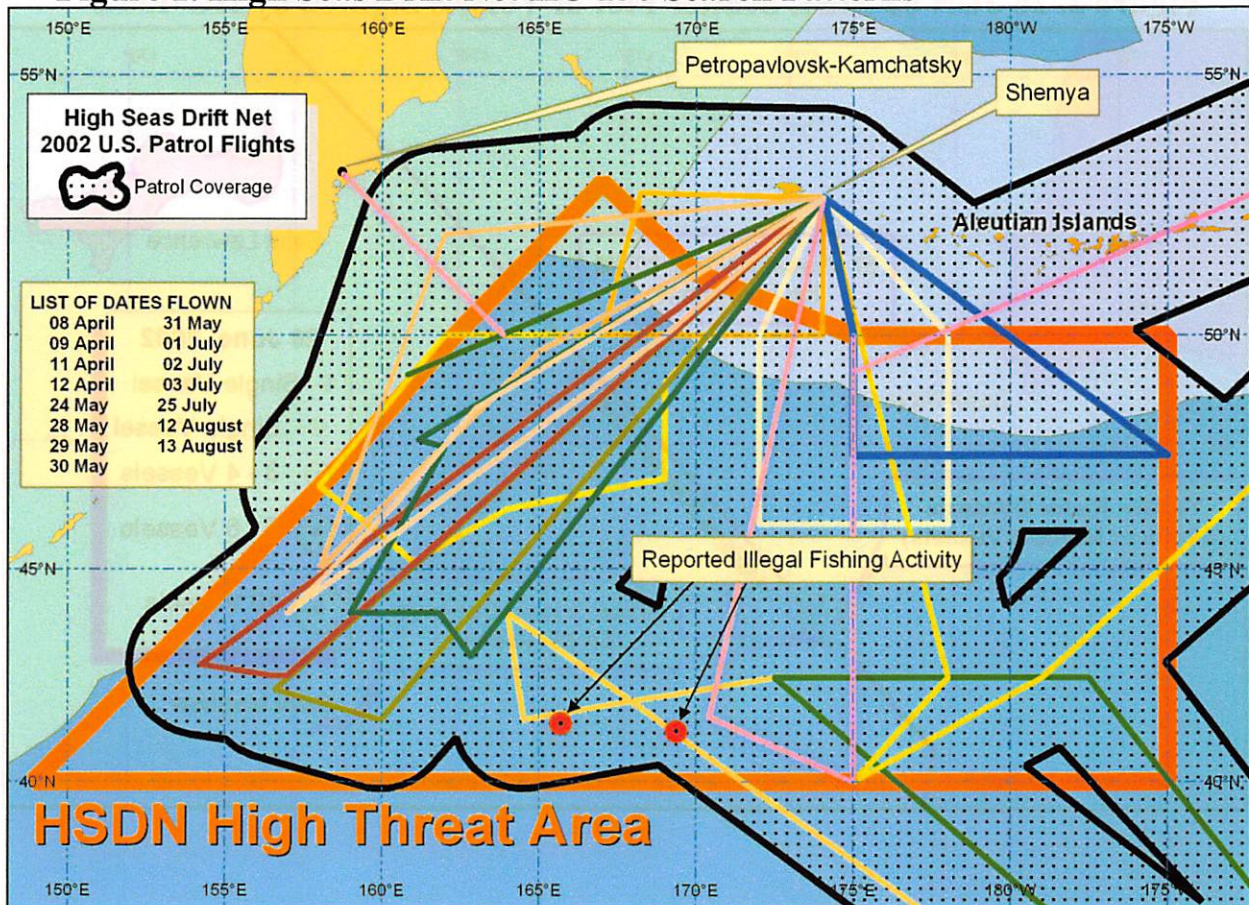 150°E 155°E 160°E 165°E 170°E 175°E 180°W 175°W
55°N 55°N
Petropavlovsk-Kamchatsky
Shemya
High Seas Drift Net
2002 U.S. Patrol Flights
Patrol Coverage
Aleutian Islands
LIST OF DATES FLOWN
08 April 31 May
09 April 01 July
11 April 02 July
12 April 03 July
24 May 25 July
28 May 12 August
29 May 13 August
30 May
50°N 50°N
Reported Illegal Fishing Activity
45°N 45°N
40°N 40°N
HSDN High Threat Area
150°E 155°E 160°E 165°E 170°E 175°E 180°W 175°W